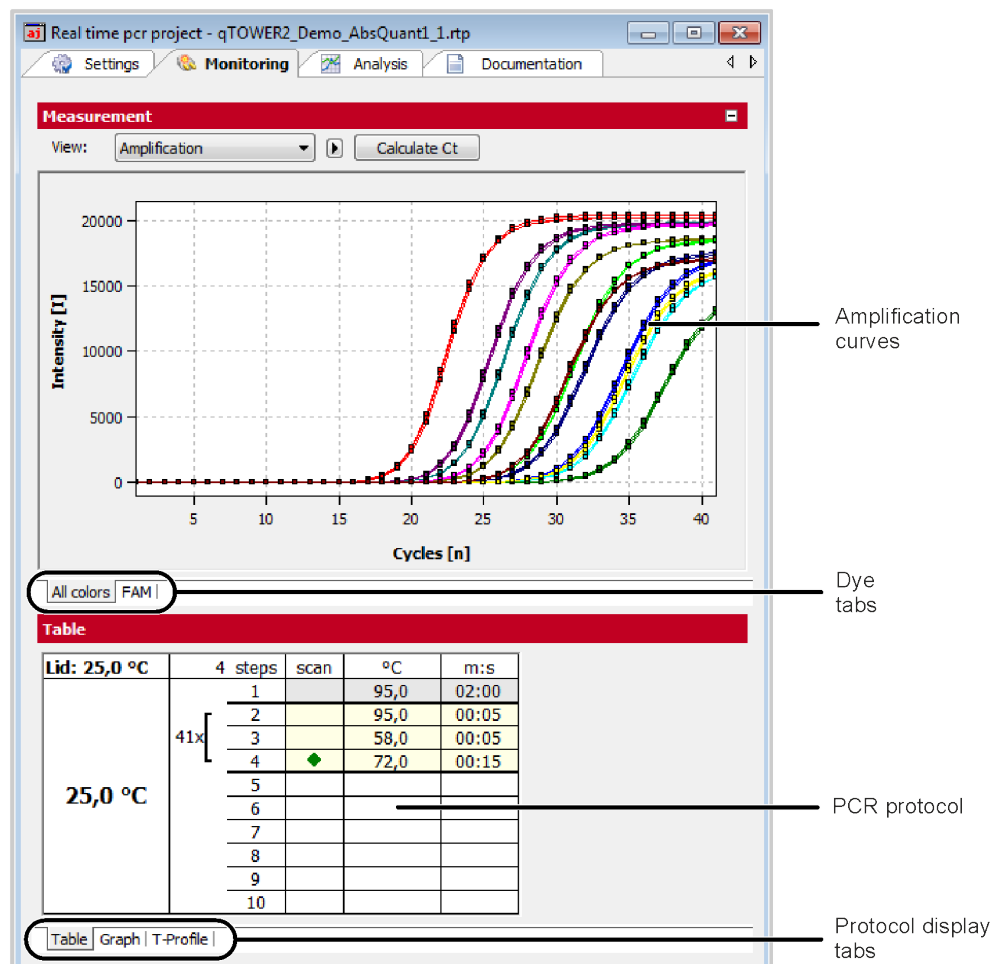 aj Real time pcr project - qTOWER2_Demo_AbsQuant1_1.rtp
Settings Monitoring Analysis Documentation
Measurement
View: Amplification Calculate Ct
20000
15000
10000
5000
0
Intensity [I]
5 10 15 20 25 30 35 40
Cycles [n]
Amplification
curves
All colors FAM
Dye
tabs
Table
Lid: 25,0 °C 4 steps scan °C m:s
1 95,0 02:00
2 95,0 00:05
41x 3 58,0 00:05
4 72,0 00:15
5
25,0 °C
6
7
8
9
10
PCR protocol
Table Graph T-Profile
Protocol display
tabs